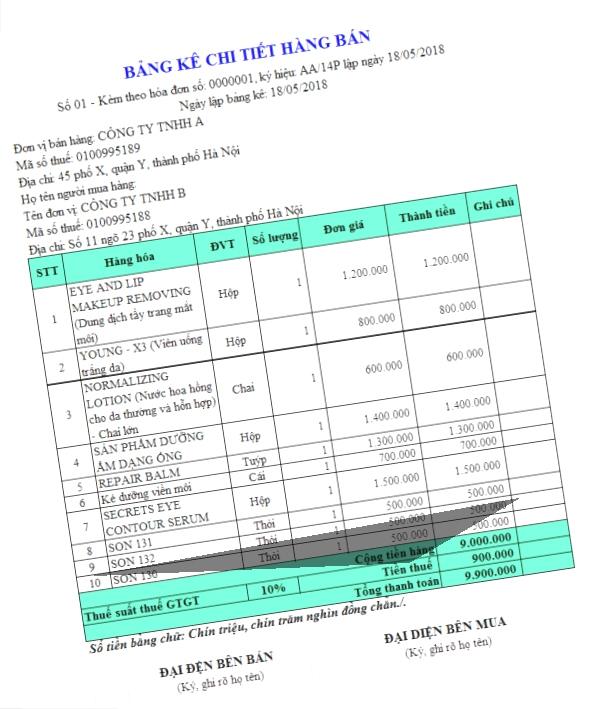 BẢNG KÊ CHI TIẾT HÀNG BÁN
Số 01 - Kèm theo hóa đơn số: 0000001, ký hiệu: AA/14P lập ngày 18/05/2018
Ngày lập bảng kê: 18/05/2018
Đơn vị bán hàng: CÔNG TY TNHH A
Mã số thuế: 0100995189
Địa chỉ: 45 phố X, quận Y, thành phố Hà Nội
Họ tên người mua hàng:
Tên đơn vị: CÔNG TY TNHH B
Mã số thuế: 0100995188
Địa chỉ: Số 11 ngõ 23 phố X, quận Y, thành phố Hà Nội
STT Hàng hóa ĐVT Số lượng Đơn giá Thành tiền Ghi chú
1 EYE AND LIP MAKEUP REMOVING (Dung dịch tẩy trang mắt môi) Hộp 1 1.200.000 1.200.000
2 YOUNG - X3 (Viên uống trắng da) Hộp 1 800.000 800.000
3 NORMALIZING LOTION (Nước hoa hồng cho da thường và hỗn hợp) - Chai lớn Chai 1 600.000 600.000
4 SẢN PHẨM DƯỠNG ẨM DẠNG ỐNG Hộp 1 1.400.000 1.400.000
5 REPAIR BALM Tuýp 1 1.300.000 1.300.000
6 Kẻ dưỡng viền môi Cái 1 700.000 700.000
7 SECRETS EYE CONTOUR SERUM Hộp 1 1.500.000 1.500.000
8 SON 131 Thỏi 1 500.000 500.000
9 SON 132 Thỏi 1 500.000 500.000
10 SON 130 Thỏi 1 500.000 500.000
Cộng tiền hàng 9.000.000
Thuế suất thuế GTGT 10% Tiền thuế 900.000
Tổng thanh toán 9.900.000
Số tiền bằng chữ: Chín triệu, chín trăm nghìn đồng chẵn./.
ĐẠI ĐỆN BÊN BÁN ĐẠI DIỆN BÊN MUA
(Ký, ghi rõ họ tên) (Ký, ghi rõ họ tên)